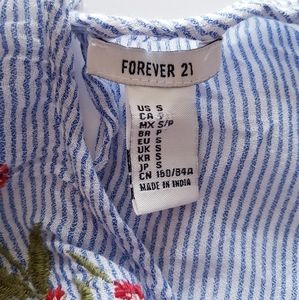 FOREVER 21
US S
CA S
MX S/P
BR P
EU S
UK S
KR S
JP S
CN 160/84A
MADE IN INDIA